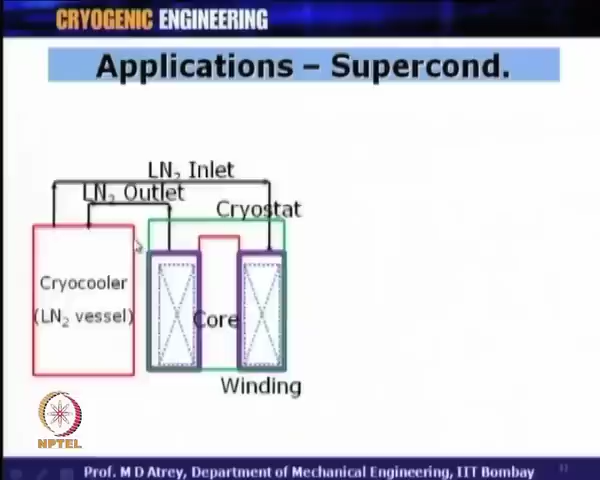 CRYOGENIC ENGINEERING
Applications – Supercond.
LN₂ Inlet
LN₂ Outlet
Cryostat
Cryocooler
(LN₂ vessel)
Core
Winding
NPTEL
Prof. M D Atrey, Department of Mechanical Engineering, IIT Bombay